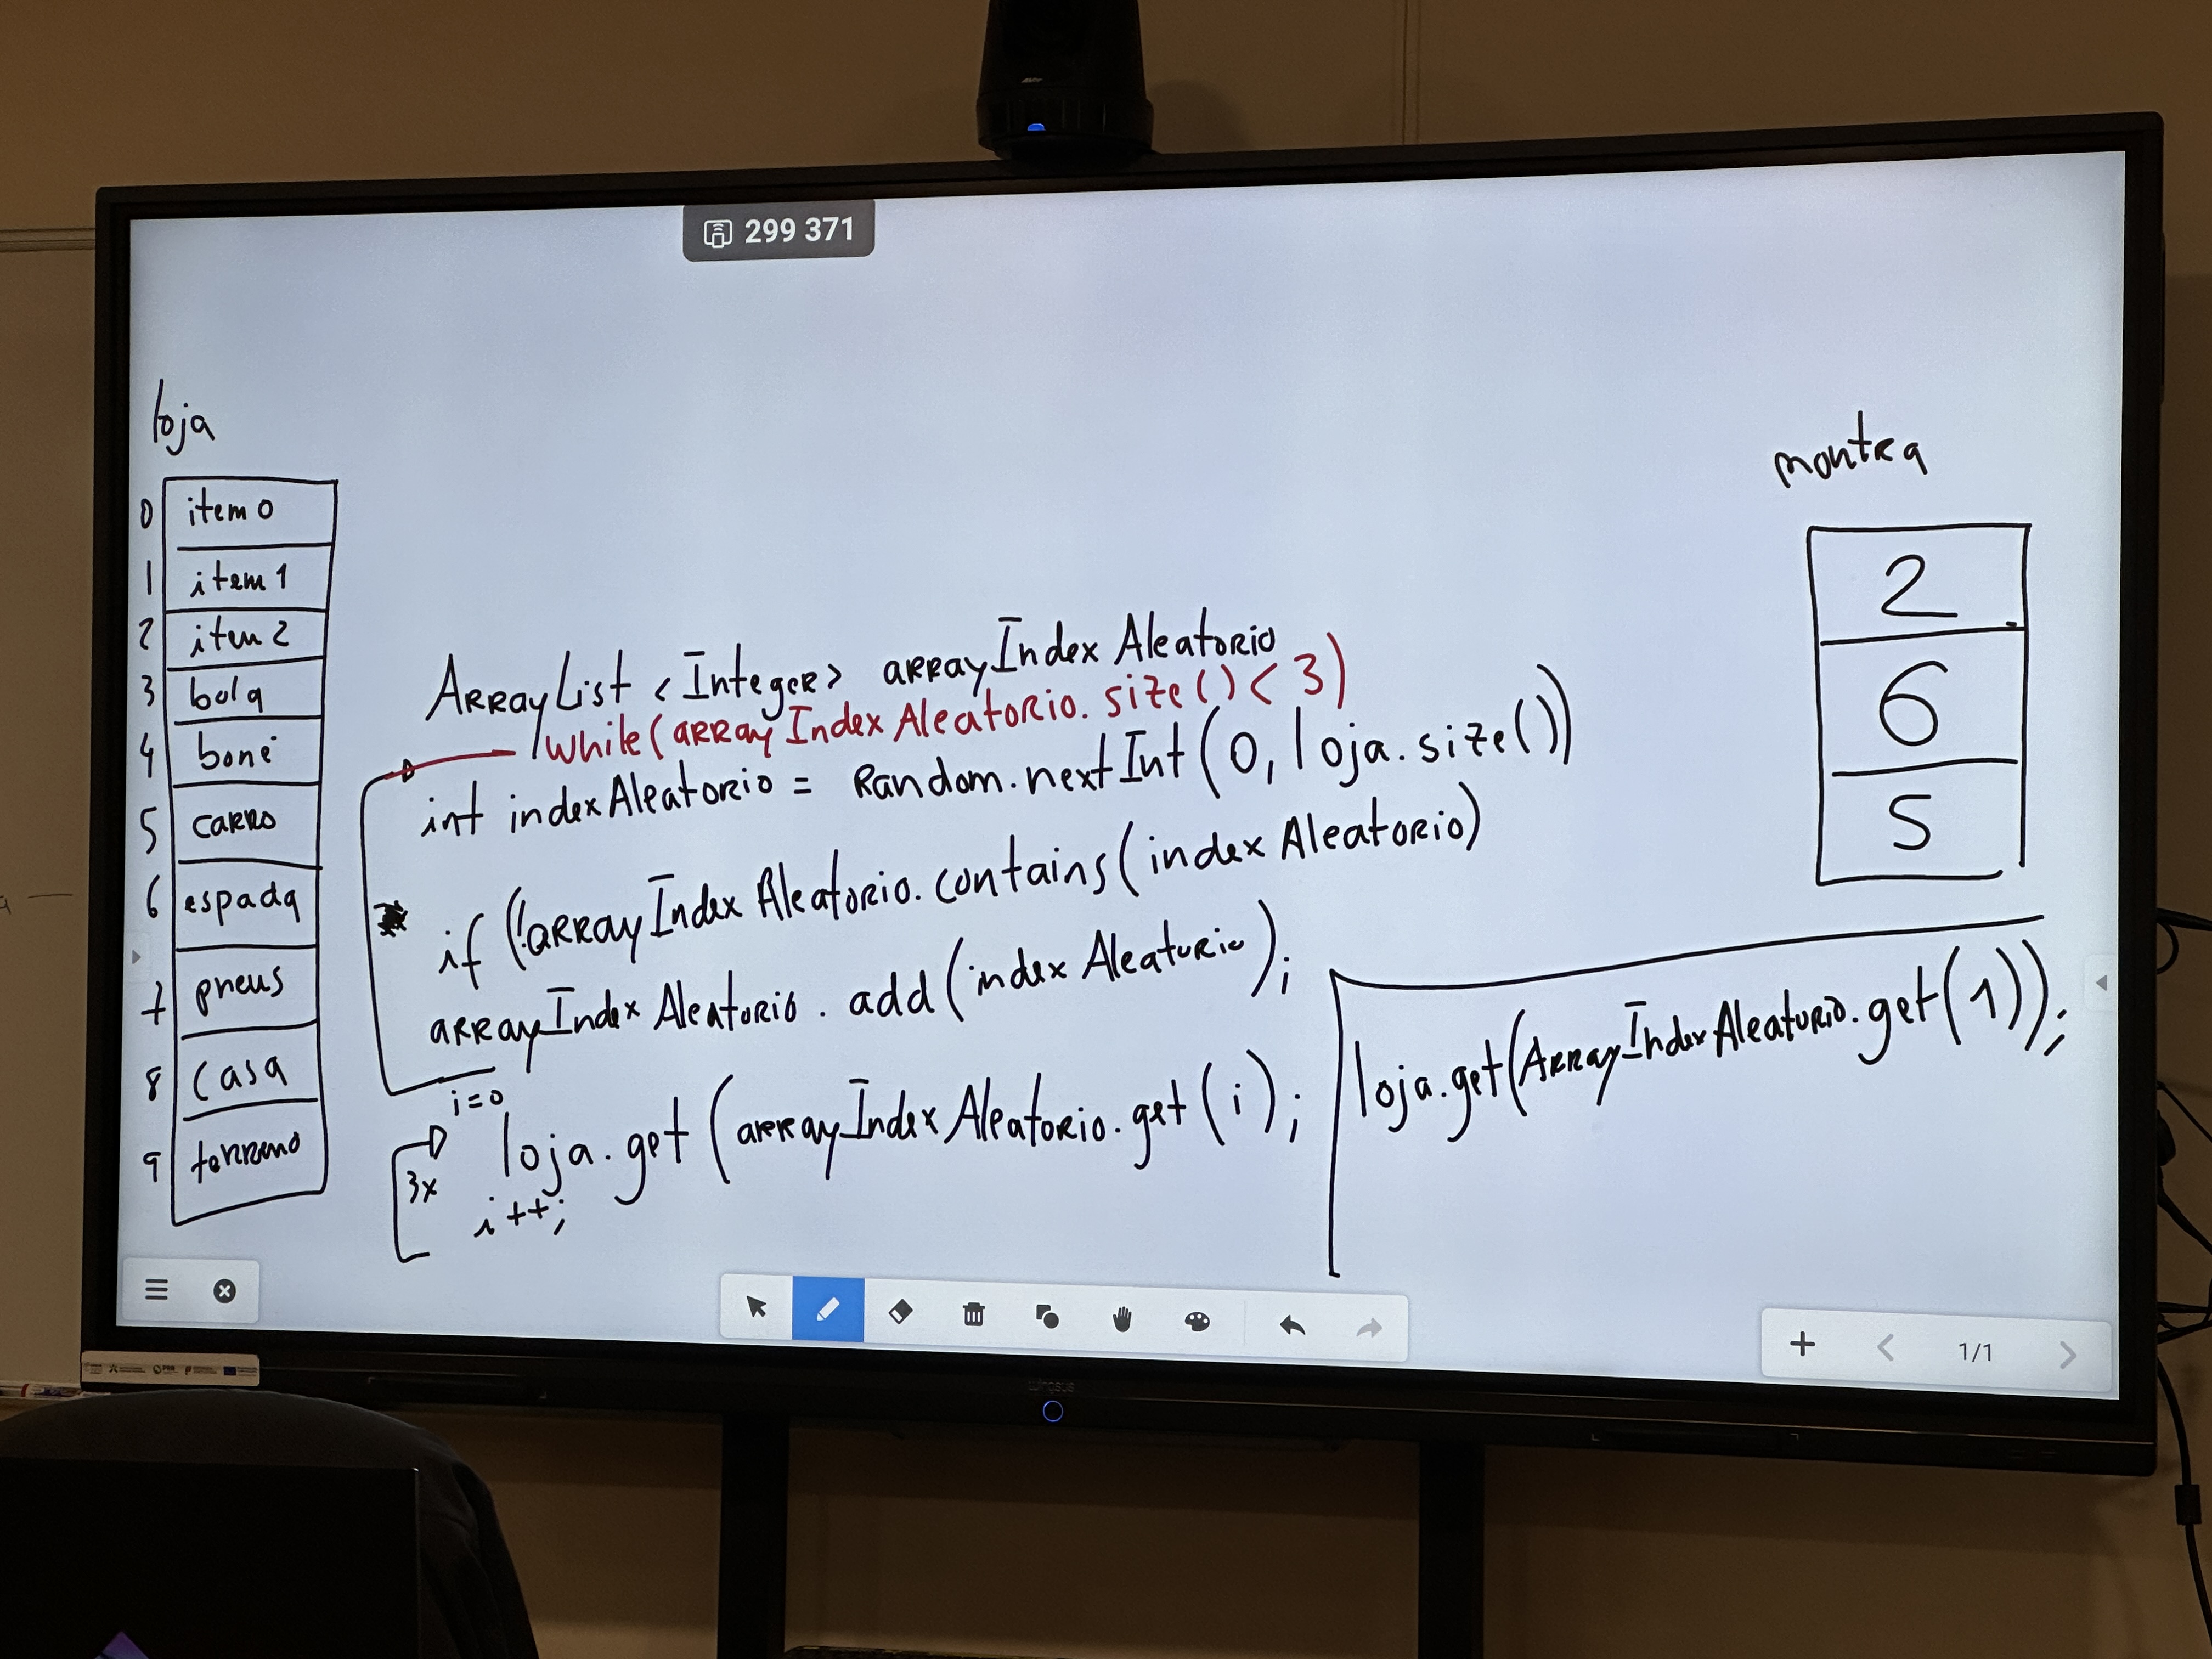 299 371
loja
0 item 0
1 item 1
2 item 2
3 bola
4 boné
5 carro
6 espada
7 pneus
8 Casa
9 terreno
ArrayList <Integer> arrayIndexAleatorio
while(arrayIndexAleatorio.size() < 3)
int indexAleatorio = Random.nextInt(0, loja.size())
if (!arrayIndexAleatorio.contains(indexAleatorio)
arrayIndexAleatorio.add(indexAleatorio);
i=0
loja.get(arrayIndexAleatorio.get(i);
3x
i++;
montra
2
6
5
loja.get(ArrayIndexAleatorio.get(1));
1/1